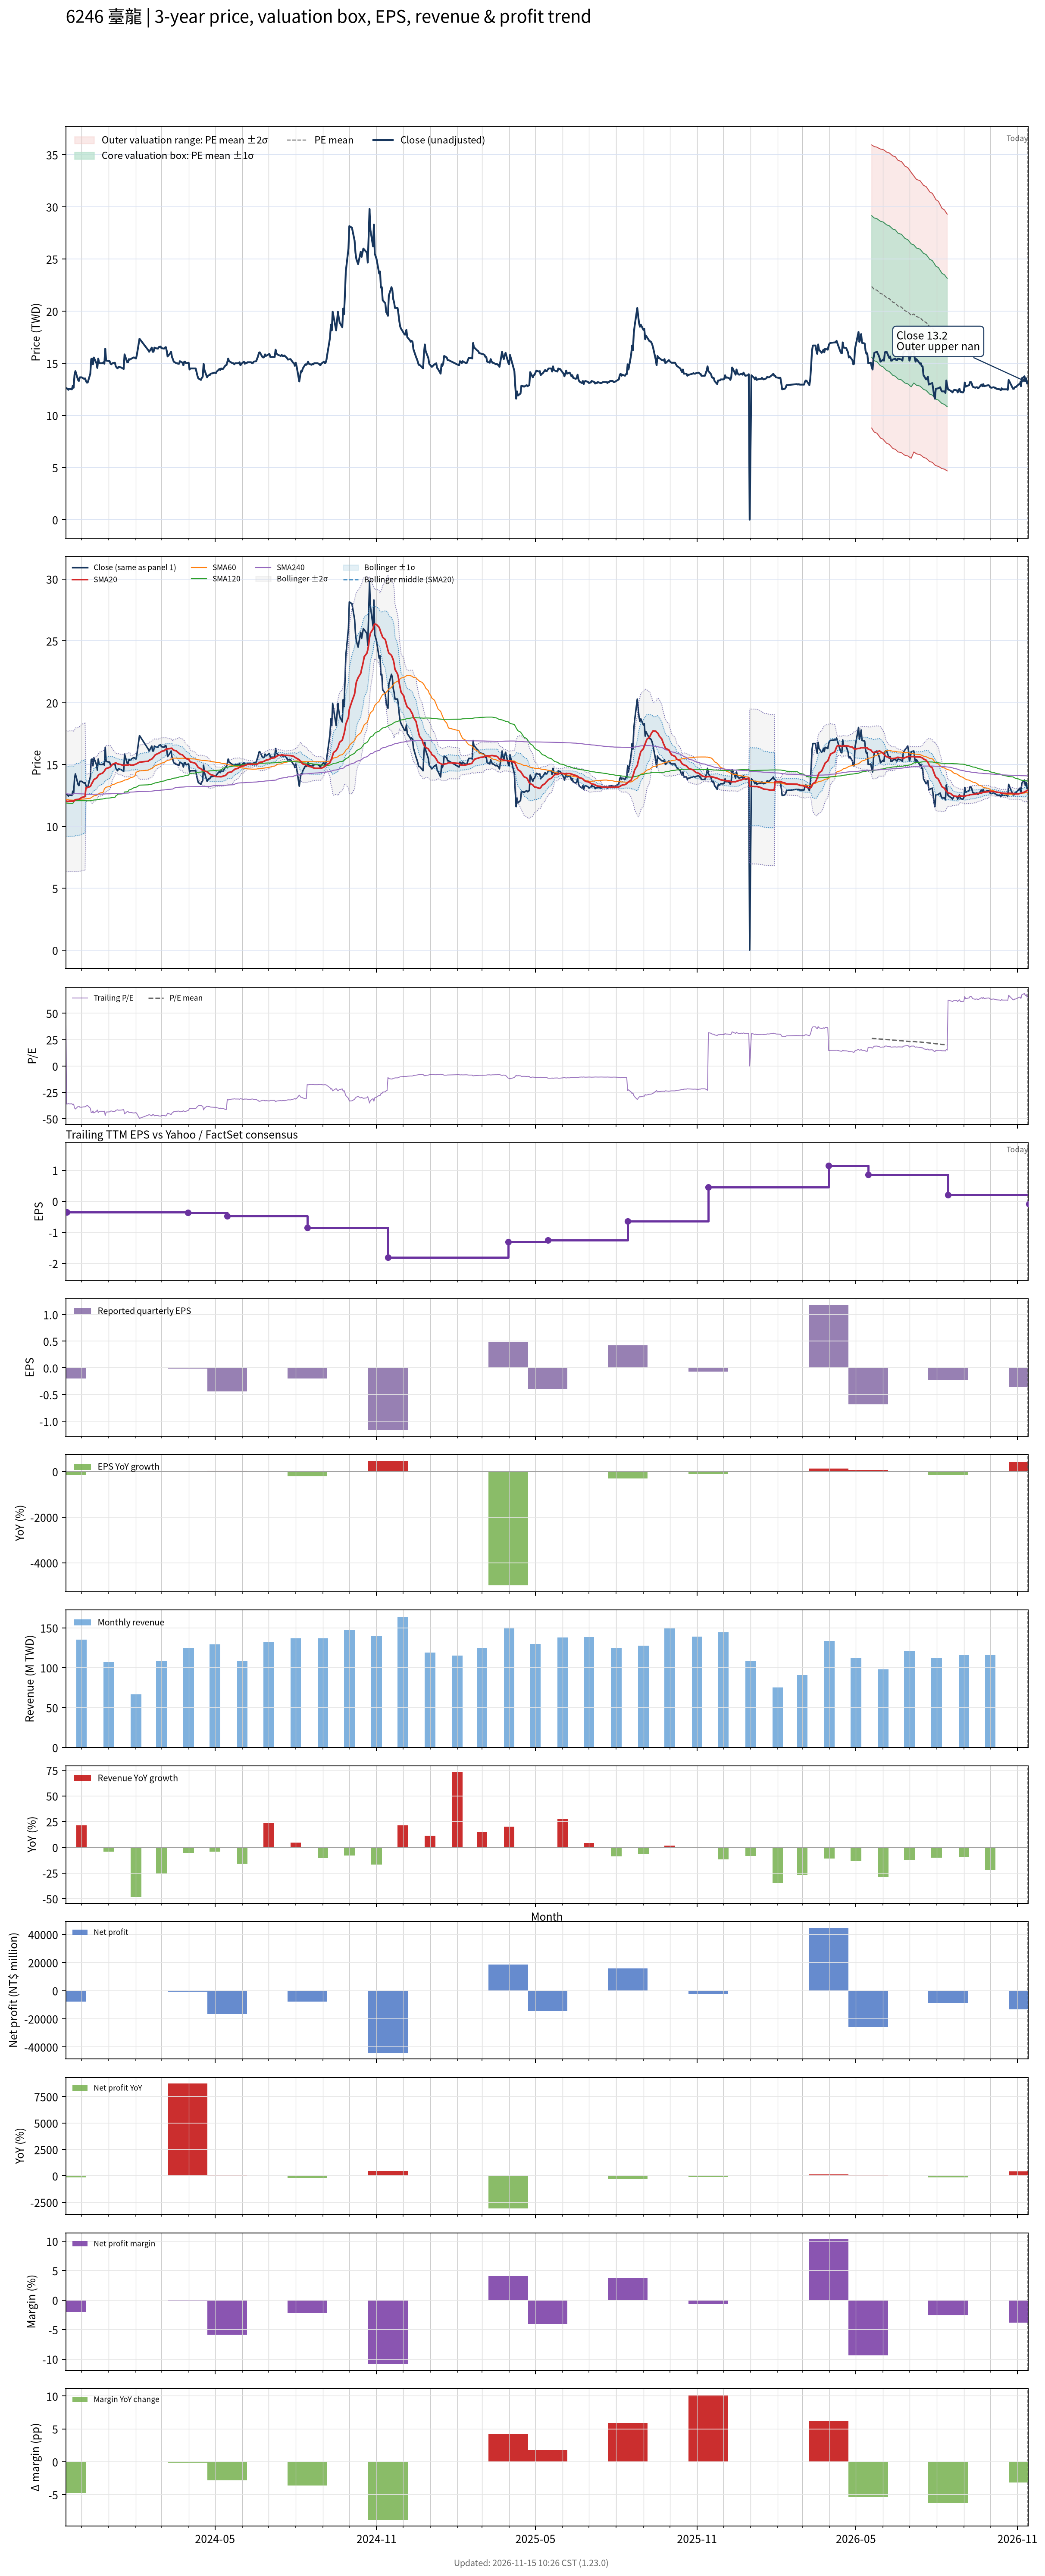 6246 臺龍 | 3-year price, valuation box, EPS, revenue & profit trend
Outer valuation range: PE mean ±2σ
Core valuation box: PE mean ±1σ
PE mean
Close (unadjusted)
Today
Price (TWD)
35
30
25
20
15
10
5
0
Close 13.2
Outer upper nan
Close (same as panel 1)
SMA20
SMA60
SMA120
SMA240
Bollinger ±2σ
Bollinger ±1σ
Bollinger middle (SMA20)
Price
30
25
20
15
10
5
0
Trailing P/E
P/E mean
P/E
50
25
0
-25
-50
Trailing TTM EPS vs Yahoo / FactSet consensus
Today
EPS
1
0
-1
-2
Reported quarterly EPS
EPS
1.0
0.5
0.0
-0.5
-1.0
EPS YoY growth
YoY (%)
0
-2000
-4000
Monthly revenue
Revenue (M TWD)
150
100
50
0
Revenue YoY growth
YoY (%)
75
50
25
0
-25
-50
Month
Net profit
Net profit (NT$ million)
40000
20000
0
-20000
-40000
Net profit YoY
YoY (%)
7500
5000
2500
0
-2500
Net profit margin
Margin (%)
10
5
0
-5
-10
Margin YoY change
Δ margin (pp)
10
5
0
-5
2024-05
2024-11
2025-05
2025-11
2026-05
2026-11
Updated: 2026-11-15 10:26 CST (1.23.0)